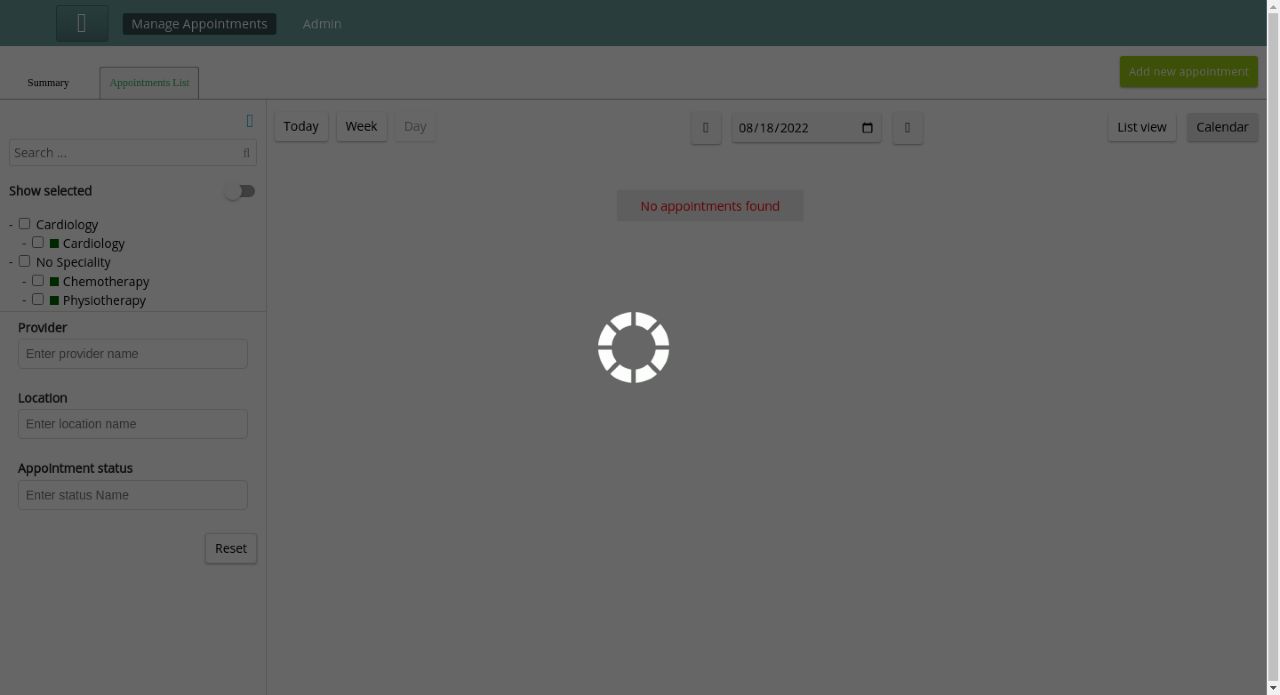 Manage Appointments
Admin
Summary
Appointments List
Add new appointment
Today
Week
Day
08/18/2022
List view
Calendar
Search ...
Show selected
No appointments found
- Cardiology
- Cardiology
- No Speciality
- Chemotherapy
- Physiotherapy
Provider
Enter provider name
Location
Enter location name
Appointment status
Enter status Name
Reset